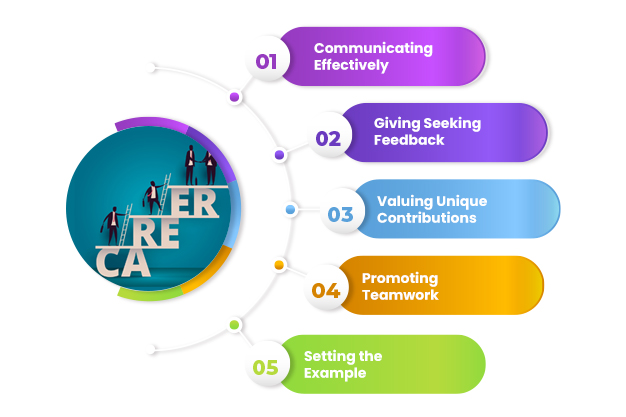 01
Communicating
Effectively
02
Giving Seeking
Feedback
03
Valuing Unique
Contributions
04
Promoting
Teamwork
05
Setting the
Example
ER
RE
CA